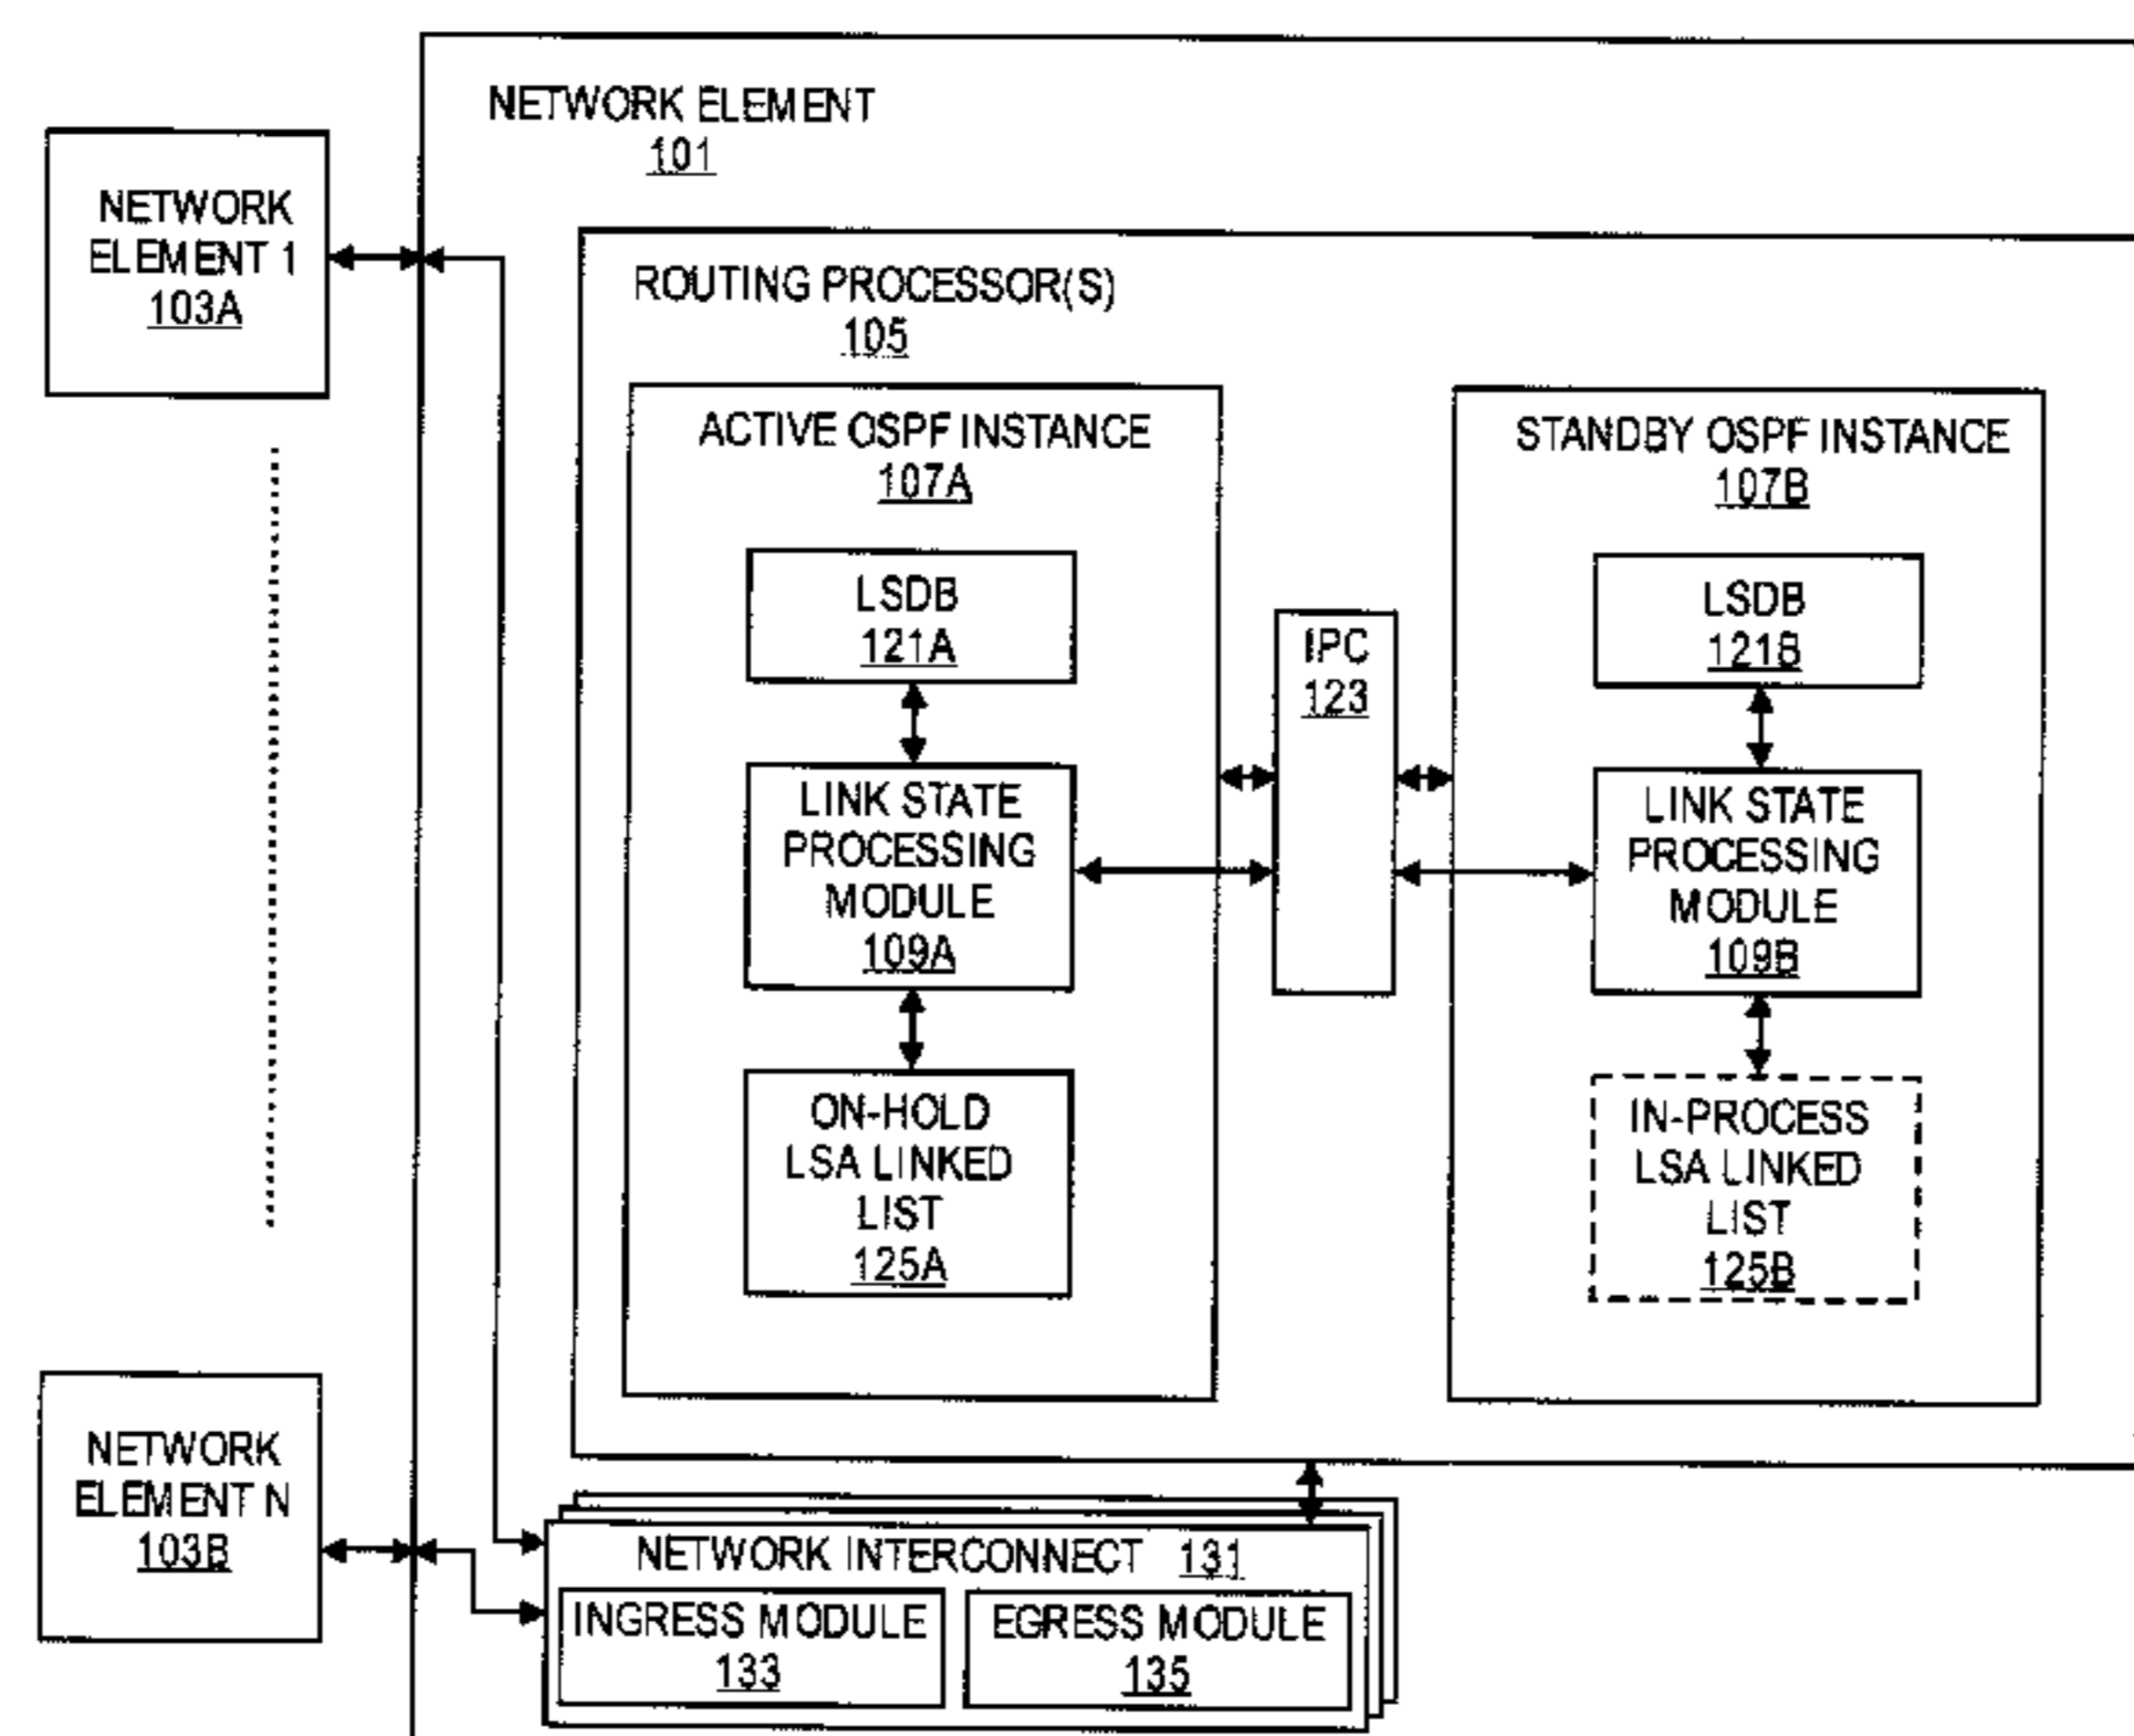 NETWORK ELEMENT
101
NETWORK
ELEMENT 1
103A
ROUTING PROCESSOR(S)
105
ACTIVE OSPF INSTANCE
107A
LSDB
121A
LINK STATE
PROCESSING
MODULE
109A
ON-HOLD
LSA LINKED
LIST
125A
IPC
123
STANDBY OSPF INSTANCE
107B
LSDB
121B
LINK STATE
PROCESSING
MODULE
109B
IN-PROCESS
LSA LINKED
LIST
125B
NETWORK
ELEMENT N
103B
NETWORK INTERCONNECT 131
INGRESS MODULE
133
EGRESS MODULE
135